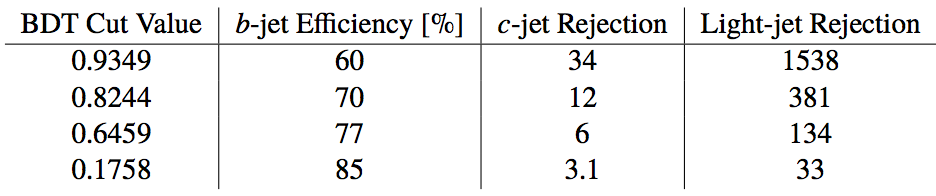 BDT Cut Value b-jet Efficiency [%] c-jet Rejection Light-jet Rejection
0.9349 60 34 1538
0.8244 70 12 381
0.6459 77 6 134
0.1758 85 3.1 33